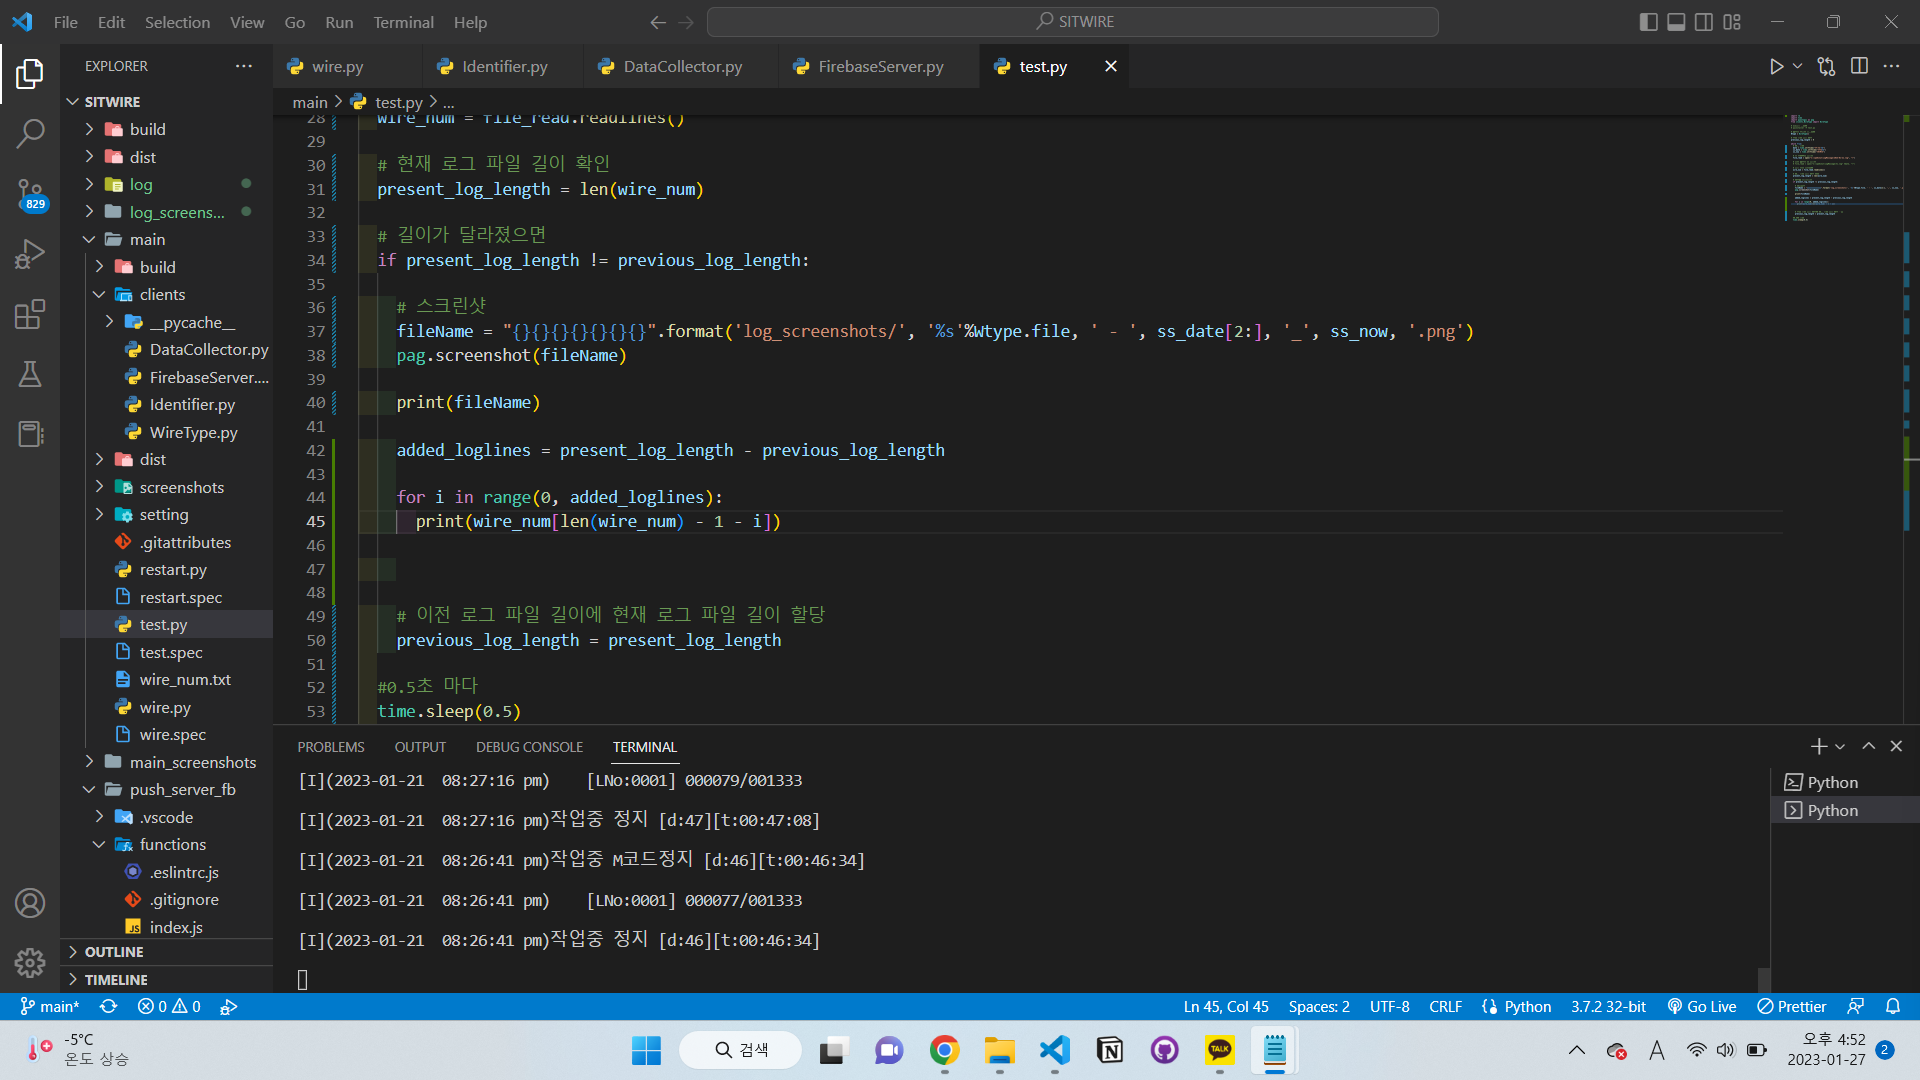 File Edit Selection View Go Run Terminal Help
SITWIRE
EXPLORER
wire.py
Identifier.py
DataCollector.py
FirebaseServer.py
test.py
main > test.py > ...
SITWIRE
build
dist
log
log_screens...
main
build
clients
__pycache__
DataCollector.py
FirebaseServer....
Identifier.py
WireType.py
dist
screenshots
setting
.gitattributes
restart.py
restart.spec
test.py
test.spec
wire_num.txt
wire.py
wire.spec
main_screenshots
push_server_fb
.vscode
functions
.eslintrc.js
.gitignore
index.js
OUTLINE
TIMELINE
829
28 wire_num = file_read.readlines()
29
30 # 현재 로그 파일 길이 확인
31 present_log_length = len(wire_num)
32
33 # 길이가 달라졌으면
34 if present_log_length != previous_log_length:
35
36 # 스크린샷
37 fileName = "{}{}{}{}{}{}{}".format('log_screenshots/', '%s'%Wtype.file, ' - ', ss_date[2:], '_', ss_now, '.png')
38 pag.screenshot(fileName)
39
40 print(fileName)
41
42 added_loglines = present_log_length - previous_log_length
43
44 for i in range(0, added_loglines):
45 print(wire_num[len(wire_num) - 1 - i])
46
47
48
49 # 이전 로그 파일 길이에 현재 로그 파일 길이 할당
50 previous_log_length = present_log_length
51
52 #0.5초 마다
53 time.sleep(0.5)
PROBLEMS OUTPUT DEBUG CONSOLE TERMINAL
[I](2023-01-21 08:27:16 pm) [LNo:0001] 000079/001333
[I](2023-01-21 08:27:16 pm)작업중 정지 [d:47][t:00:47:08]
[I](2023-01-21 08:26:41 pm)작업중 M코드정지 [d:46][t:00:46:34]
[I](2023-01-21 08:26:41 pm) [LNo:0001] 000077/001333
[I](2023-01-21 08:26:41 pm)작업중 정지 [d:46][t:00:46:34]
Python
Python
main* 0 0 Ln 45, Col 45 Spaces: 2 UTF-8 CRLF Python 3.7.2 32-bit Go Live Prettier
-5°C
온도 상승
검색
TALK
A
오후 4:52
2023-01-27
2